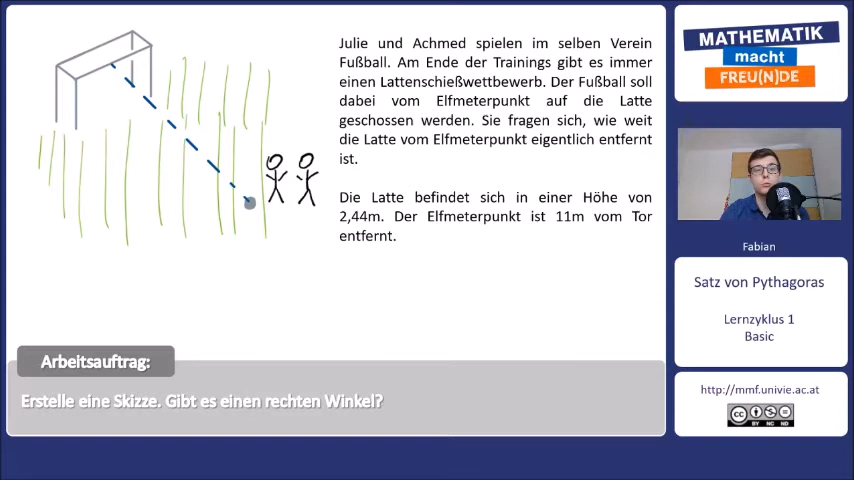 Julie und Achmed spielen im selben Verein
Fußball. Am Ende der Trainings gibt es immer
einen Lattenschießwettbewerb. Der Fußball soll
dabei vom Elfmeterpunkt auf die Latte
geschossen werden. Sie fragen sich, wie weit
die Latte vom Elfmeterpunkt eigentlich entfernt
ist.
Die Latte befindet sich in einer Höhe von
2,44m. Der Elfmeterpunkt ist 11m vom Tor
entfernt.
Arbeitsauftrag:
Erstelle eine Skizze. Gibt es einen rechten Winkel?
MATHEMATIK
macht
FREU(N)DE
Fabian
Satz von Pythagoras
Lernzyklus 1
Basic
http://mmf.univie.ac.at
cc
BY NC ND